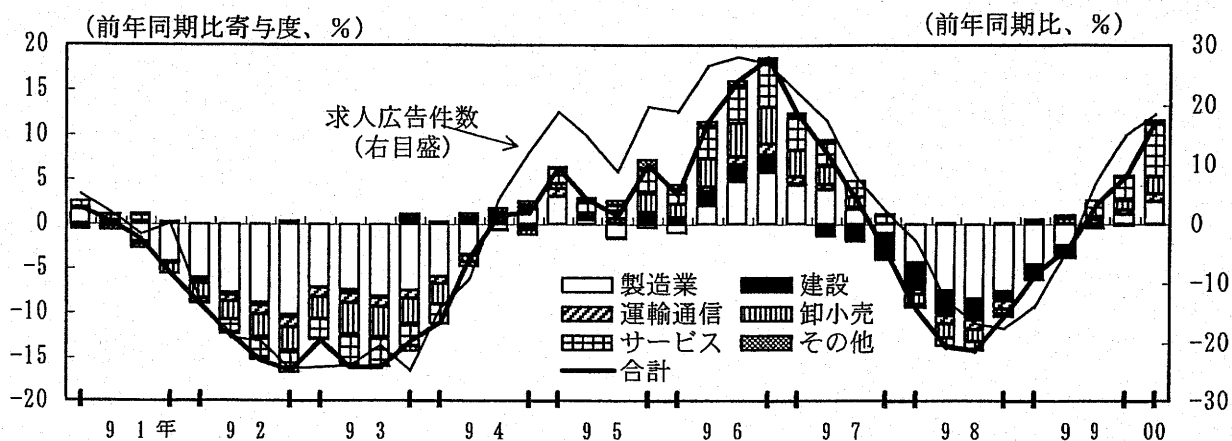 (前年同期比寄与度、%)
(前年同期比、%)
20
15
10
5
0
-5
-10
-15
-20
30
20
10
0
-10
-20
-30
求人広告件数
(右目盛)
製造業
建設
運輸通信
卸小売
サービス
その他
合計
91年
92
93
94
95
96
97
98
99
00